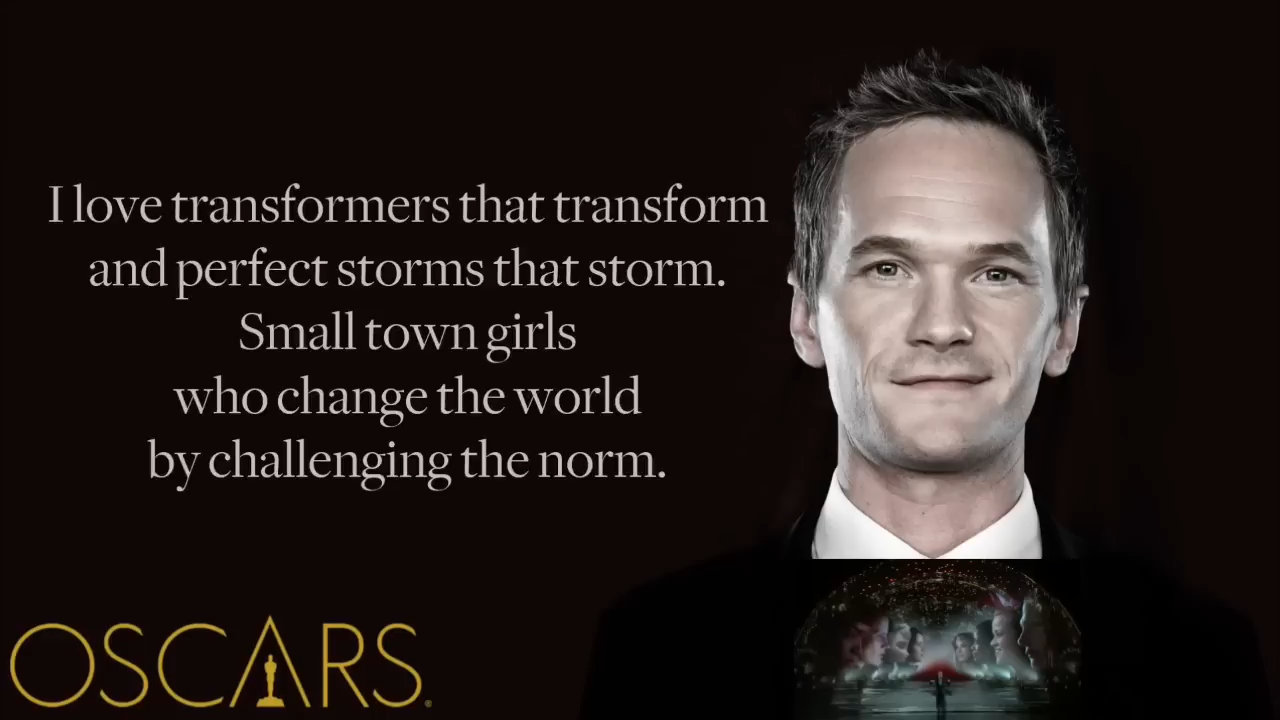 I love transformers that transform
and perfect storms that storm.
Small town girls
who change the world
by challenging the norm.
OSCARS®